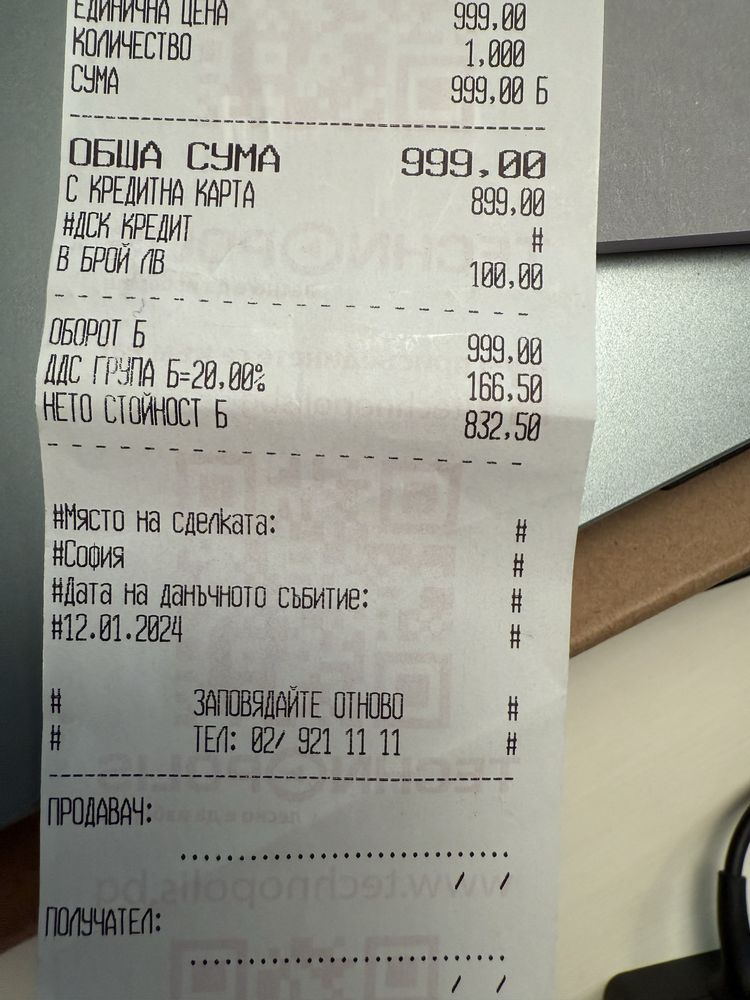 ЕДИНИЧНА ЦЕНА 999,00
КОЛИЧЕСТВО 1,000
СУМА 999,00 Б
ОБЩА СУМА 999,00
С КРЕДИТНА КАРТА 899,00
#ДСК КРЕДИТ #
В БРОЙ ЛВ 100,00
ОБОРОТ Б 999,00
ДДС ГРУПА Б=20,00% 166,50
НЕТО СТОЙНОСТ Б 832,50
#Място на сделката: #
#София #
#Дата на данъчното събитие: #
#12.01.2024 #
# ЗАПОВЯДАЙТЕ ОТНОВО #
# ТЕЛ: 02/ 921 11 11 #
ПРОДАВАЧ:
/ /
ПОЛУЧАТЕЛ:
/ /